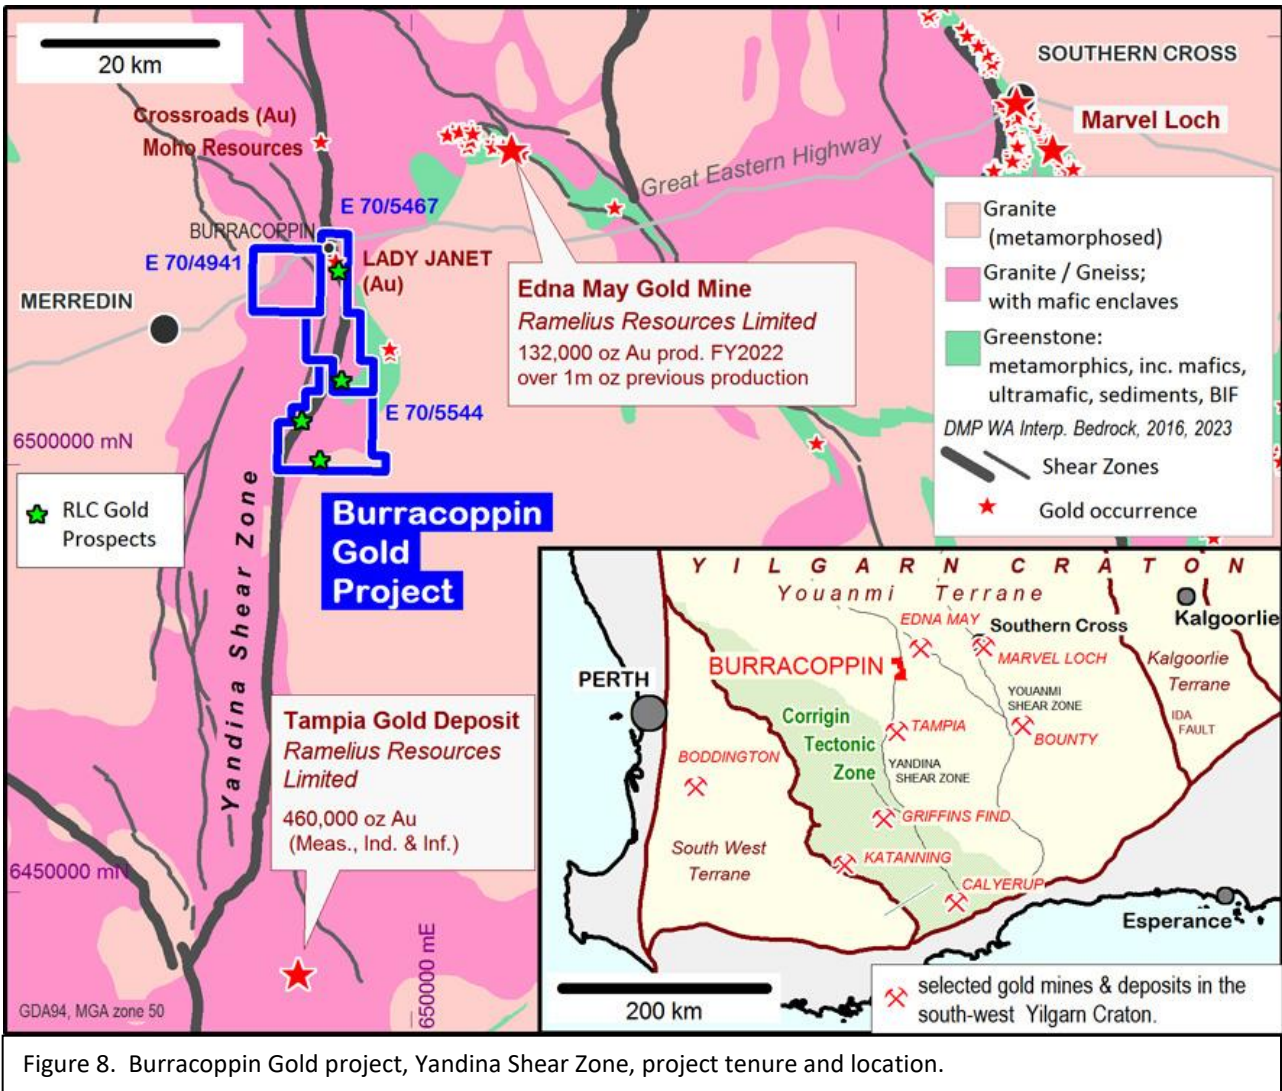 20 km
Crossroads (Au)
Moho Resources
SOUTHERN CROSS
Marvel Loch
Great Eastern Highway
E 70/5467
BURRACOPPIN
E 70/4941
LADY JANET
(Au)
MERREDIN
Edna May Gold Mine
Ramelius Resources Limited
132,000 oz Au prod. FY2022
over 1m oz previous production
Granite
(metamorphosed)
Granite / Gneiss;
with mafic enclaves
Greenstone:
metamorphics, inc. mafics,
ultramafic, sediments, BIF
DMP WA Interp. Bedrock, 2016, 2023
Shear Zones
Gold occurrence
E 70/5544
6500000 mN
RLC Gold
Prospects
Burracoppin
Gold
Project
Yandina Shear Zone
Tampia Gold Deposit
Ramelius Resources
Limited
460,000 oz Au
(Meas., Ind. & Inf.)
6450000 mN
650000 mE
GDA94, MGA zone 50
YILGARN CRATON
Youanmi Terrane
EDNA MAY
Southern Cross
Kalgoorlie
MARVEL LOCH
BURRACOPPIN
Kalgoorlie
Terrane
PERTH
YOUANMI
SHEAR ZONE
Corrigin
Tectonic
Zone
TAMPIA
BOUNTY
IDA
FAULT
BODDINGTON
YANDINA
SHEAR ZONE
GRIFFINS FIND
South West
Terrane
KATANNING
CALYERUP
Esperance
200 km
selected gold mines & deposits in the
south-west Yilgarn Craton.
Figure 8. Burracoppin Gold project, Yandina Shear Zone, project tenure and location.